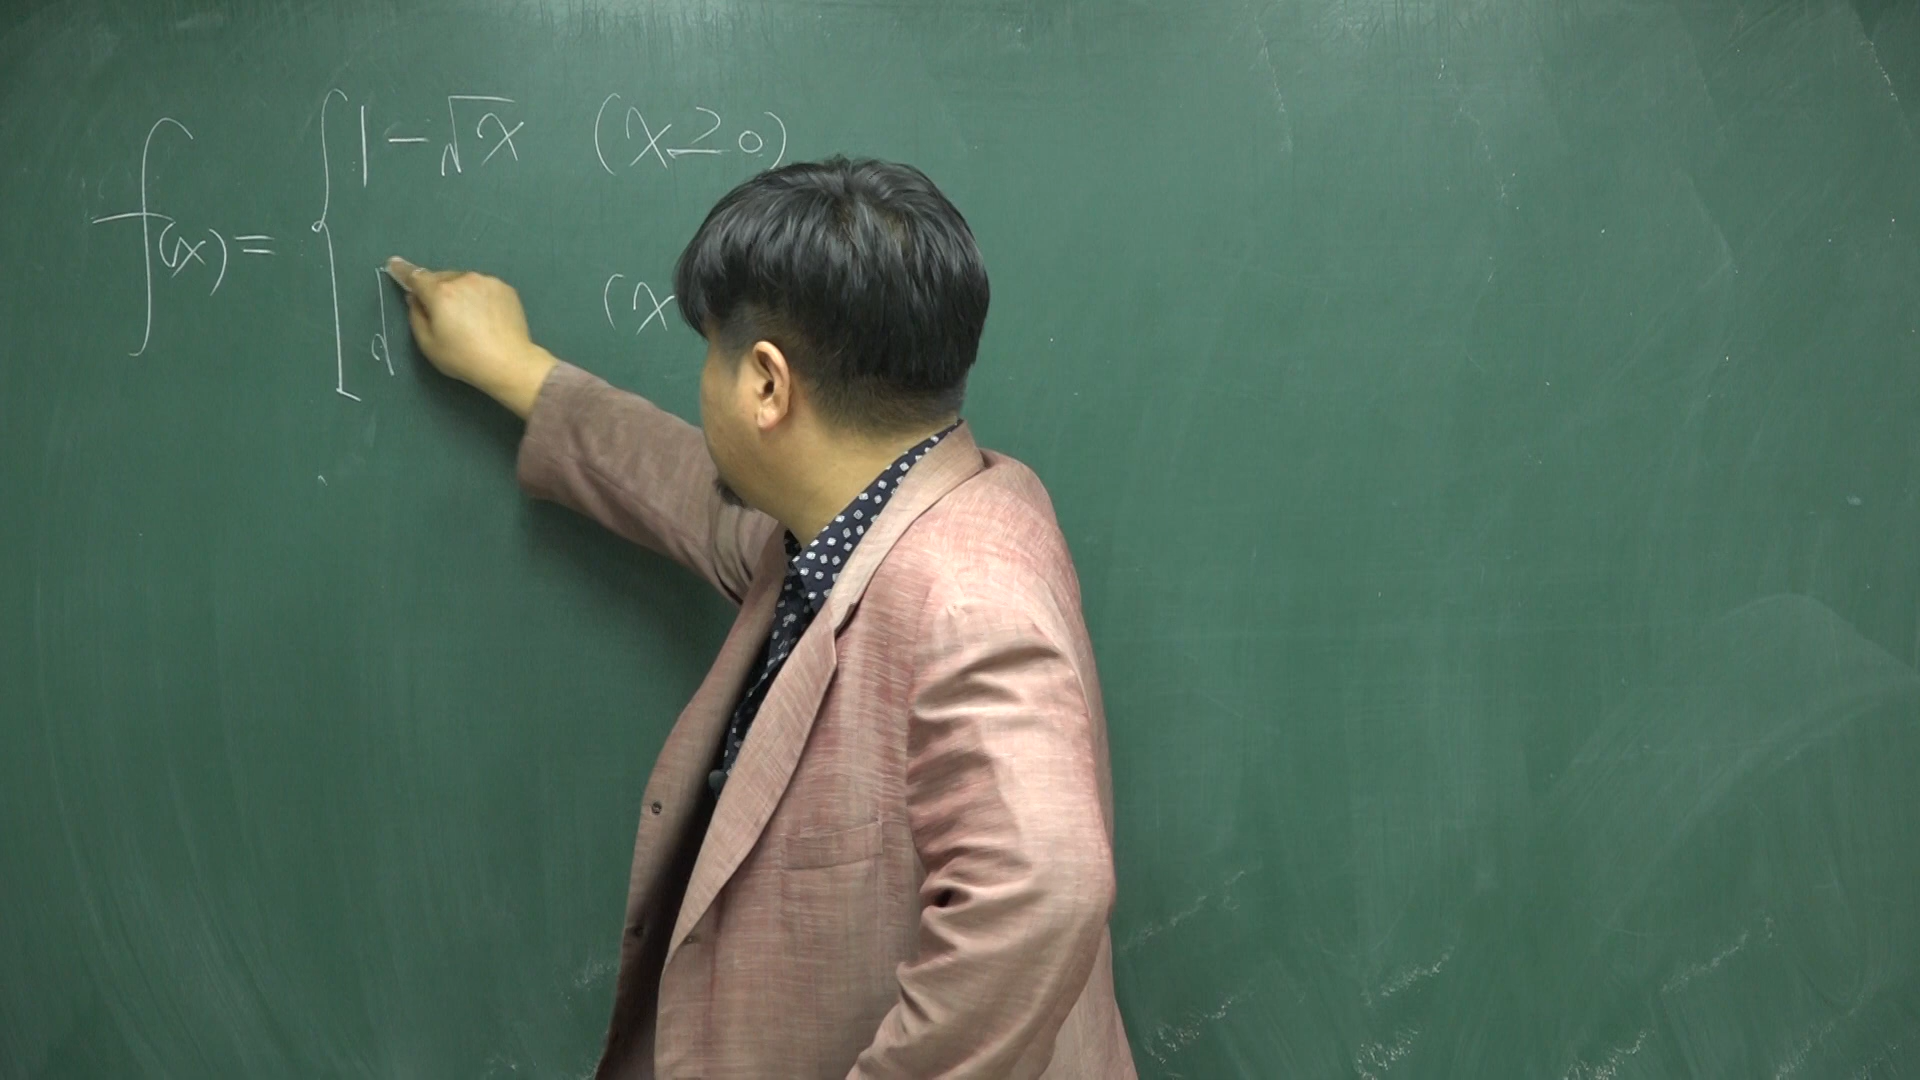 f(x) = { 1 - √x (x ≥ 0)
√ (x